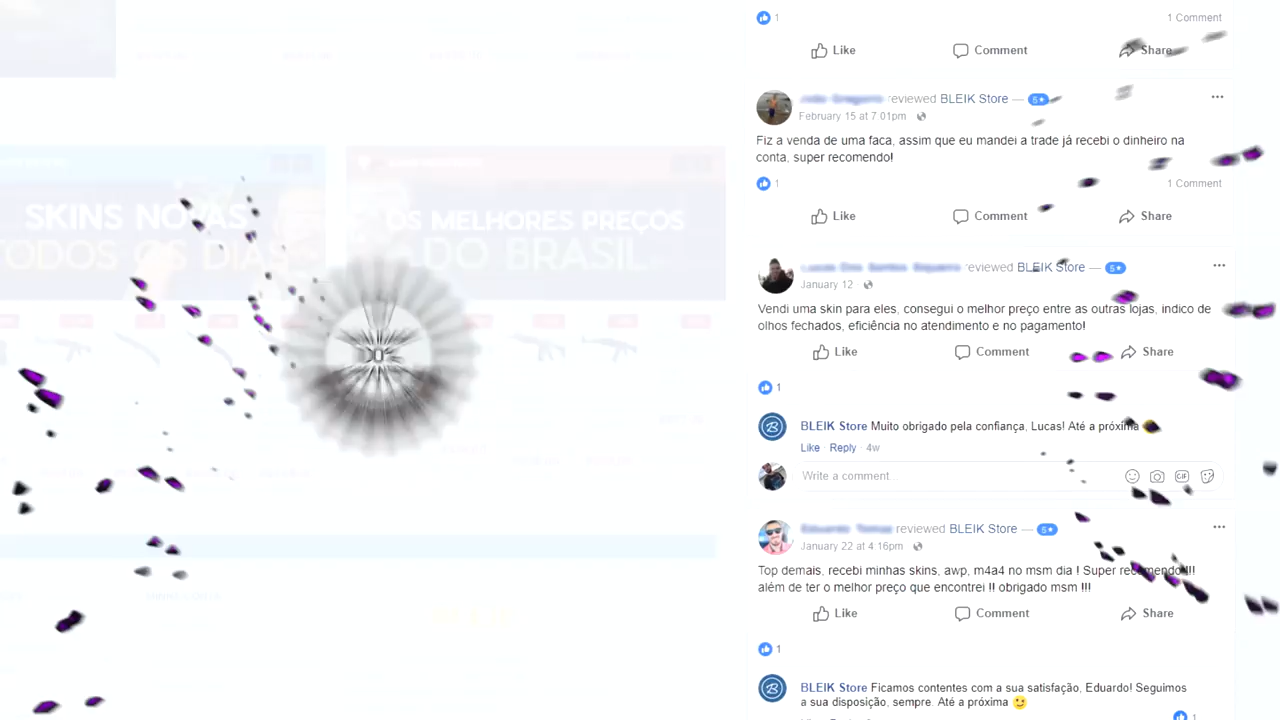 SKINS NOVAS
TODOS OS DIAS
OS MELHORES PREÇOS
DO BRASIL
1
1 Comment
Like
Comment
Share
reviewed BLEIK Store — 5★
February 15 at 7:01pm
Fiz a venda de uma faca, assim que eu mandei a trade já recebi o dinheiro na
conta, super recomendo!
1
1 Comment
Like
Comment
Share
reviewed BLEIK Store — 5★
January 12
Vendi uma skin para eles, consegui o melhor preço entre as outras lojas, indico de
olhos fechados, eficiência no atendimento e no pagamento!
Like
Comment
Share
1
BLEIK Store Muito obrigado pela confiança, Lucas! Até a próxima
Like · Reply · 4w
Write a comment...
GIF
reviewed BLEIK Store — 5★
January 22 at 4:16pm
Top demais, recebi minhas skins, awp, m4a4 no msm dia ! Super recomendo!!!
além de ter o melhor preço que encontrei !! obrigado msm !!!
Like
Comment
Share
1
BLEIK Store Ficamos contentes com a sua satisfação, Eduardo! Seguimos
a sua disposição, sempre. Até a próxima
1